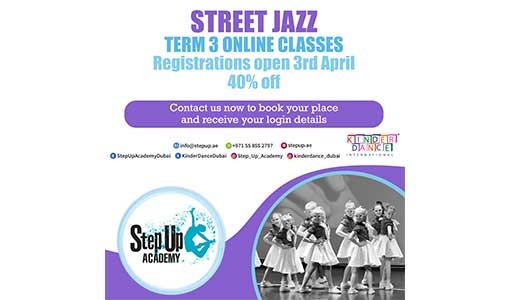 STREET JAZZ
TERM 3 ONLINE CLASSES
Registrations open 3rd April
40% off
Contact us now to book your place
and receive your login details
info@stepup.ae +971 55 855 2797 stepup.ae
StepUpAcademyDubai KinderDanceDubai Step_Up_Academy kinderdance_dubai
KINDER
DANCE
INTERNATIONAL
Step Up
ACADEMY